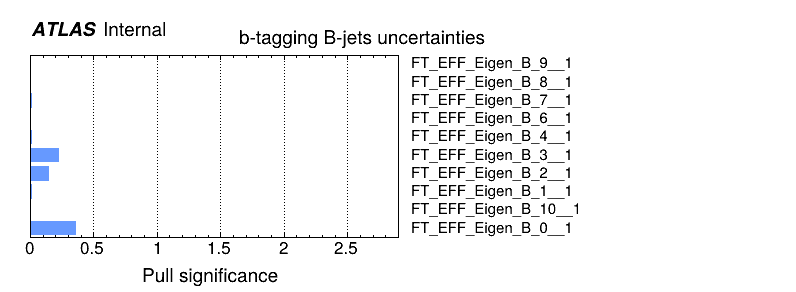 ATLAS Internal
b-tagging B-jets uncertainties
FT_EFF_Eigen_B_9__1
FT_EFF_Eigen_B_8__1
FT_EFF_Eigen_B_7__1
FT_EFF_Eigen_B_6__1
FT_EFF_Eigen_B_4__1
FT_EFF_Eigen_B_3__1
FT_EFF_Eigen_B_2__1
FT_EFF_Eigen_B_1__1
FT_EFF_Eigen_B_10__1
FT_EFF_Eigen_B_0__1
0 0.5 1 1.5 2 2.5
Pull significance